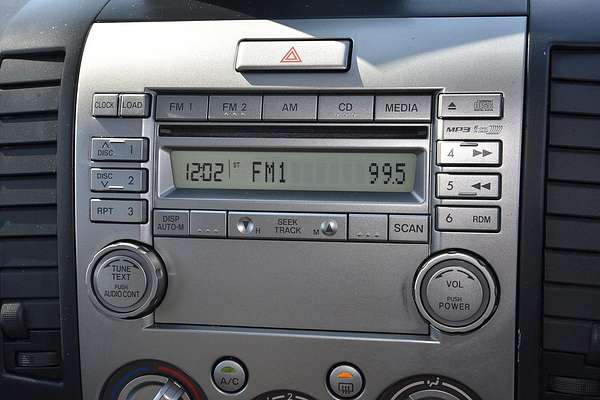 CLOCK LOAD FM 1 FM 2 AM CD MEDIA
MP3
DISC 1
12:02 ST FM1 99.5
4
DISC 2
5
RPT 3
DISP AUTO-M
SEEK TRACK
H M
SCAN
6 RDM
TUNE
TEXT
PUSH
AUDIO CONT
VOL
PUSH
POWER
A/C
2